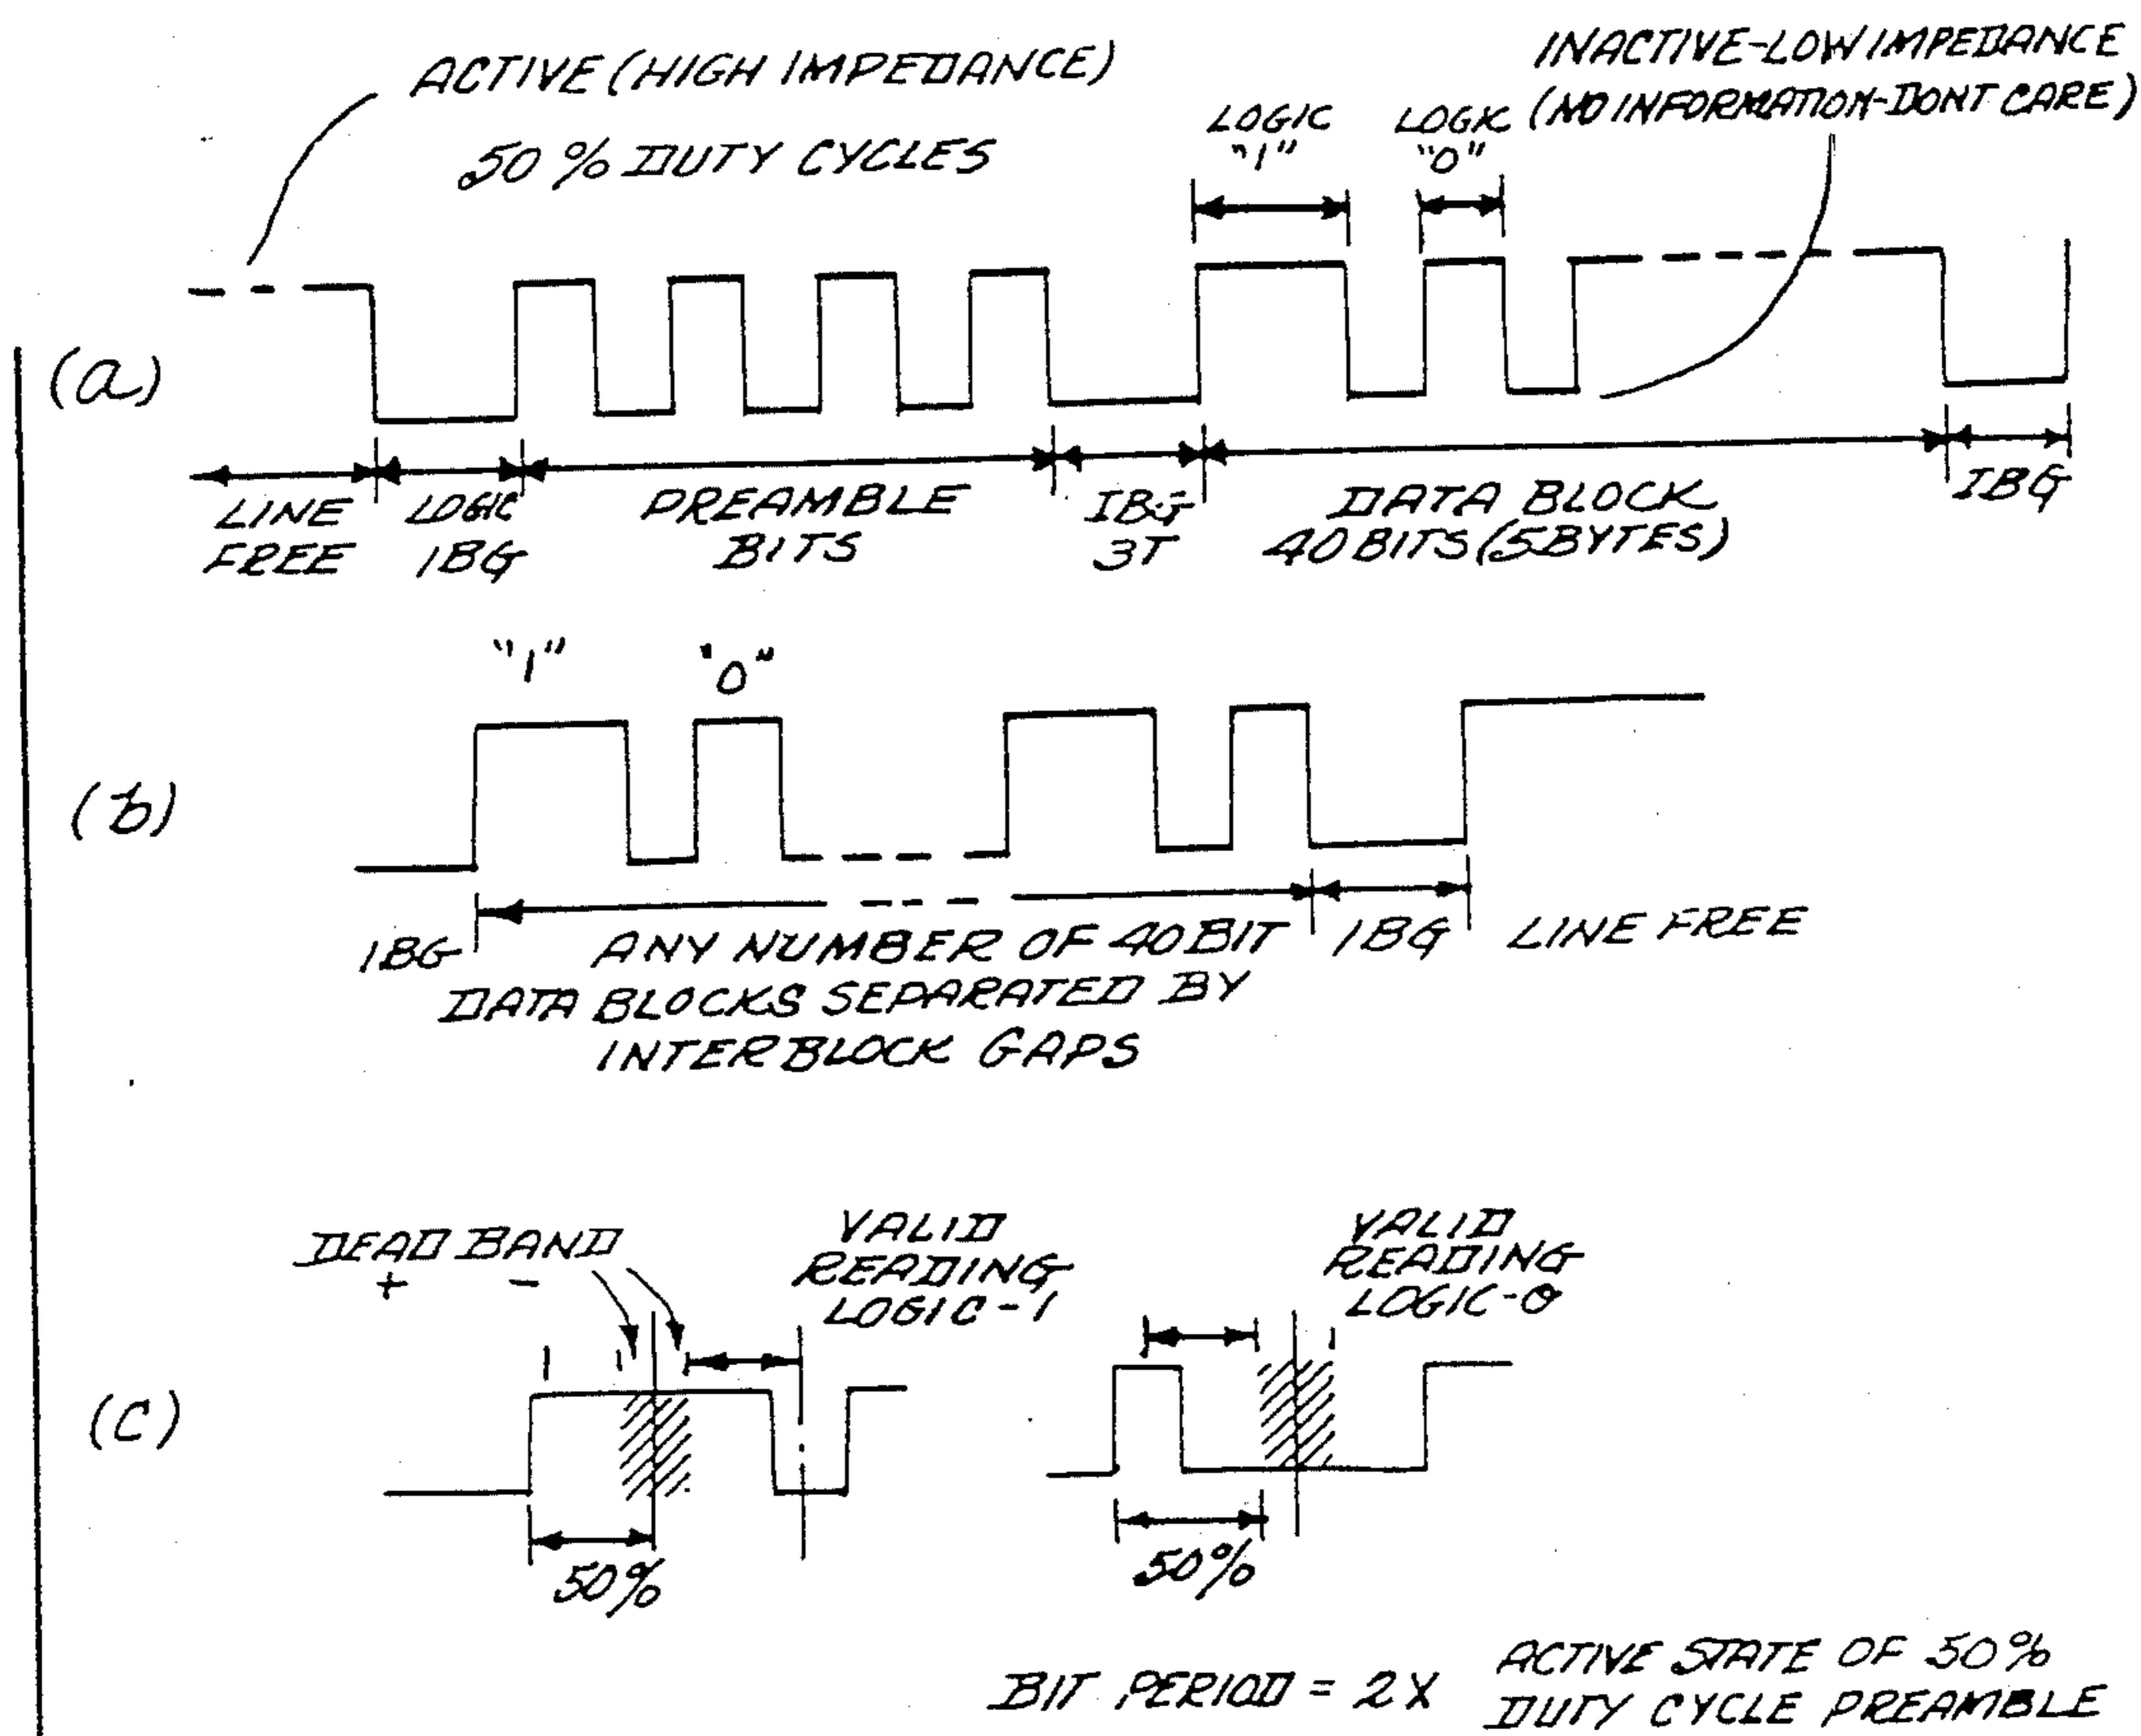 ACTIVE (HIGH IMPEDANCE)
50% DUTY CYCLES
INACTIVE-LOW IMPEDANCE
(NO INFORMATION-DONT CARE)
LOGIC
"1"
LOGIC
"0"
(a)
LINE
FREE
LOGIC
IBG
PREAMBLE
BITS
IBG
3T
DATA BLOCK
40 BITS (5BYTES)
IBG
"1"
"0"
(b)
IBG
ANY NUMBER OF 40 BIT
DATA BLOCKS SEPARATED BY
INTERBLOCK GAPS
IBG
LINE FREE
DEAD BAND
+ -
VALID
READING
LOGIC-1
VALID
READING
LOGIC-0
(c)
50%
50%
BIT PERIOD = 2X
ACTIVE STATE OF 50%
DUTY CYCLE PREAMBLE